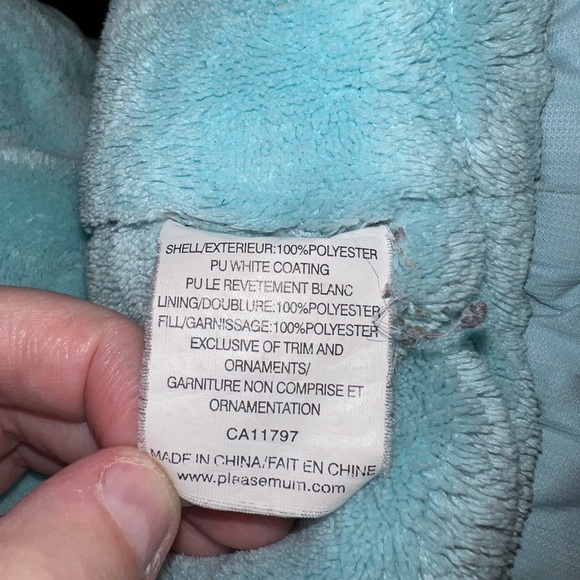 SHELL/EXTERIEUR:100%POLYESTER
PU WHITE COATING
PU LE REVETEMENT BLANC
LINING/DOUBLURE:100%POLYESTER
FILL/GARNISSAGE:100%POLYESTER
EXCLUSIVE OF TRIM AND
ORNAMENTS/
GARNITURE NON COMPRISE ET
ORNAMENTATION
CA11797
MADE IN CHINA/FAIT EN CHINE
www.pleasemum.com